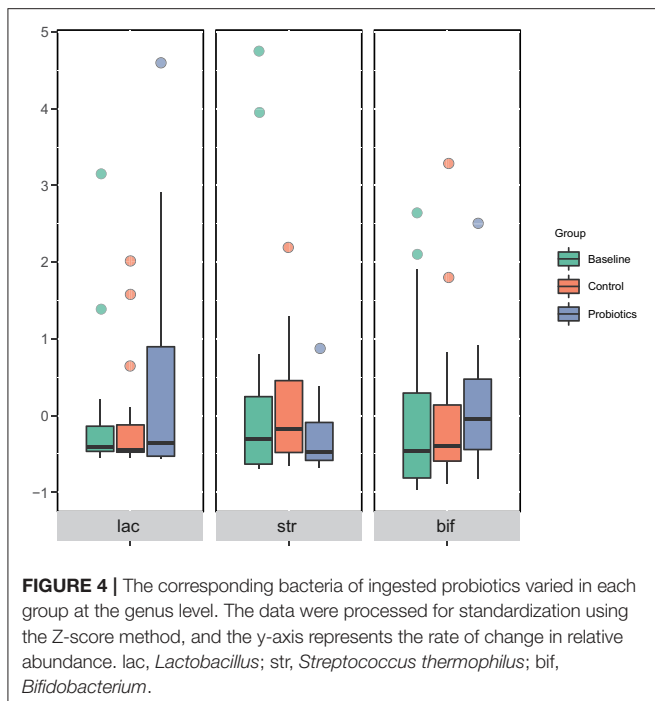 5
4
3
2
1
0
−1
lac
str
bif
Group
Baseline
Control
Probiotics
FIGURE 4 | The corresponding bacteria of ingested probiotics varied in each
group at the genus level. The data were processed for standardization using
the Z-score method, and the y-axis represents the rate of change in relative
abundance. lac, Lactobacillus; str, Streptococcus thermophilus; bif,
Bifidobacterium.